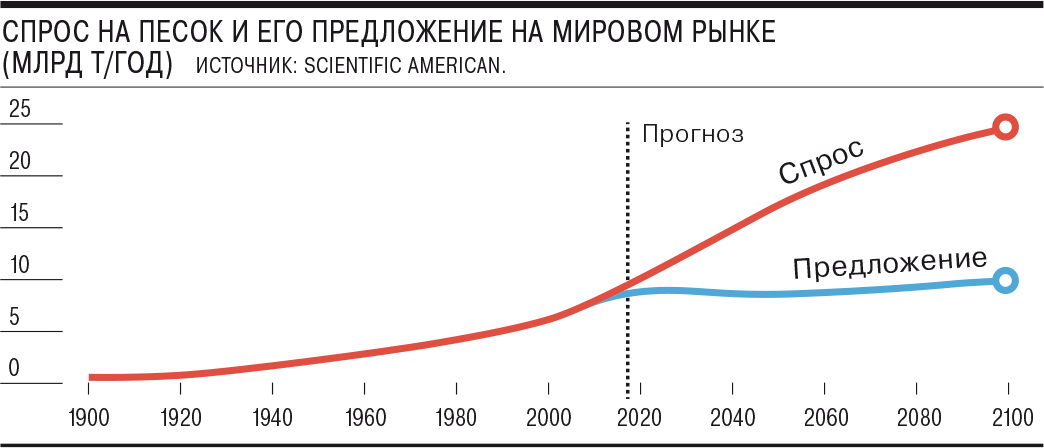 СПРОС НА ПЕСОК И ЕГО ПРЕДЛОЖЕНИЕ НА МИРОВОМ РЫНКЕ
(МЛРД Т/ГОД) ИСТОЧНИК: SCIENTIFIC AMERICAN.
25
Прогноз
Спрос
20
15
10
Предложение
5
0
1900 1920 1940 1960 1980 2000 2020 2040 2060 2080 2100